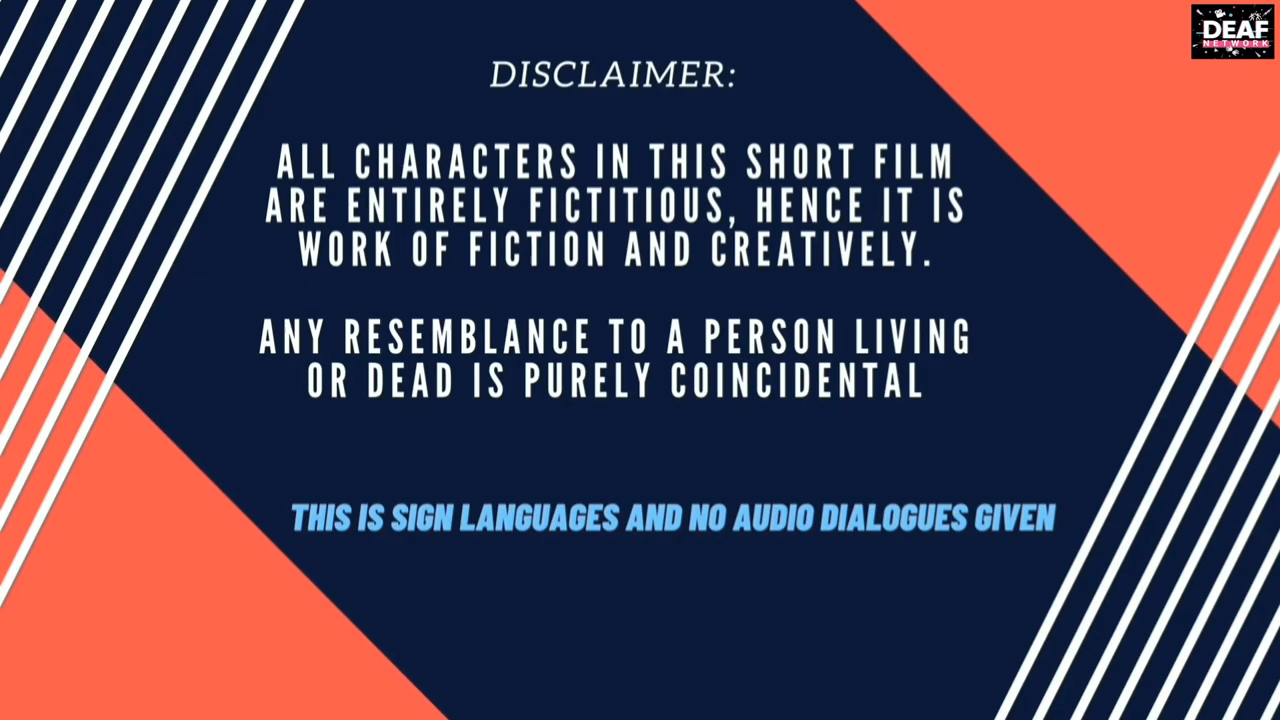 DEAF
NETWORK
DISCLAIMER:
ALL CHARACTERS IN THIS SHORT FILM
ARE ENTIRELY FICTITIOUS, HENCE IT IS
WORK OF FICTION AND CREATIVELY.
ANY RESEMBLANCE TO A PERSON LIVING
OR DEAD IS PURELY COINCIDENTAL
THIS IS SIGN LANGUAGES AND NO AUDIO DIALOGUES GIVEN